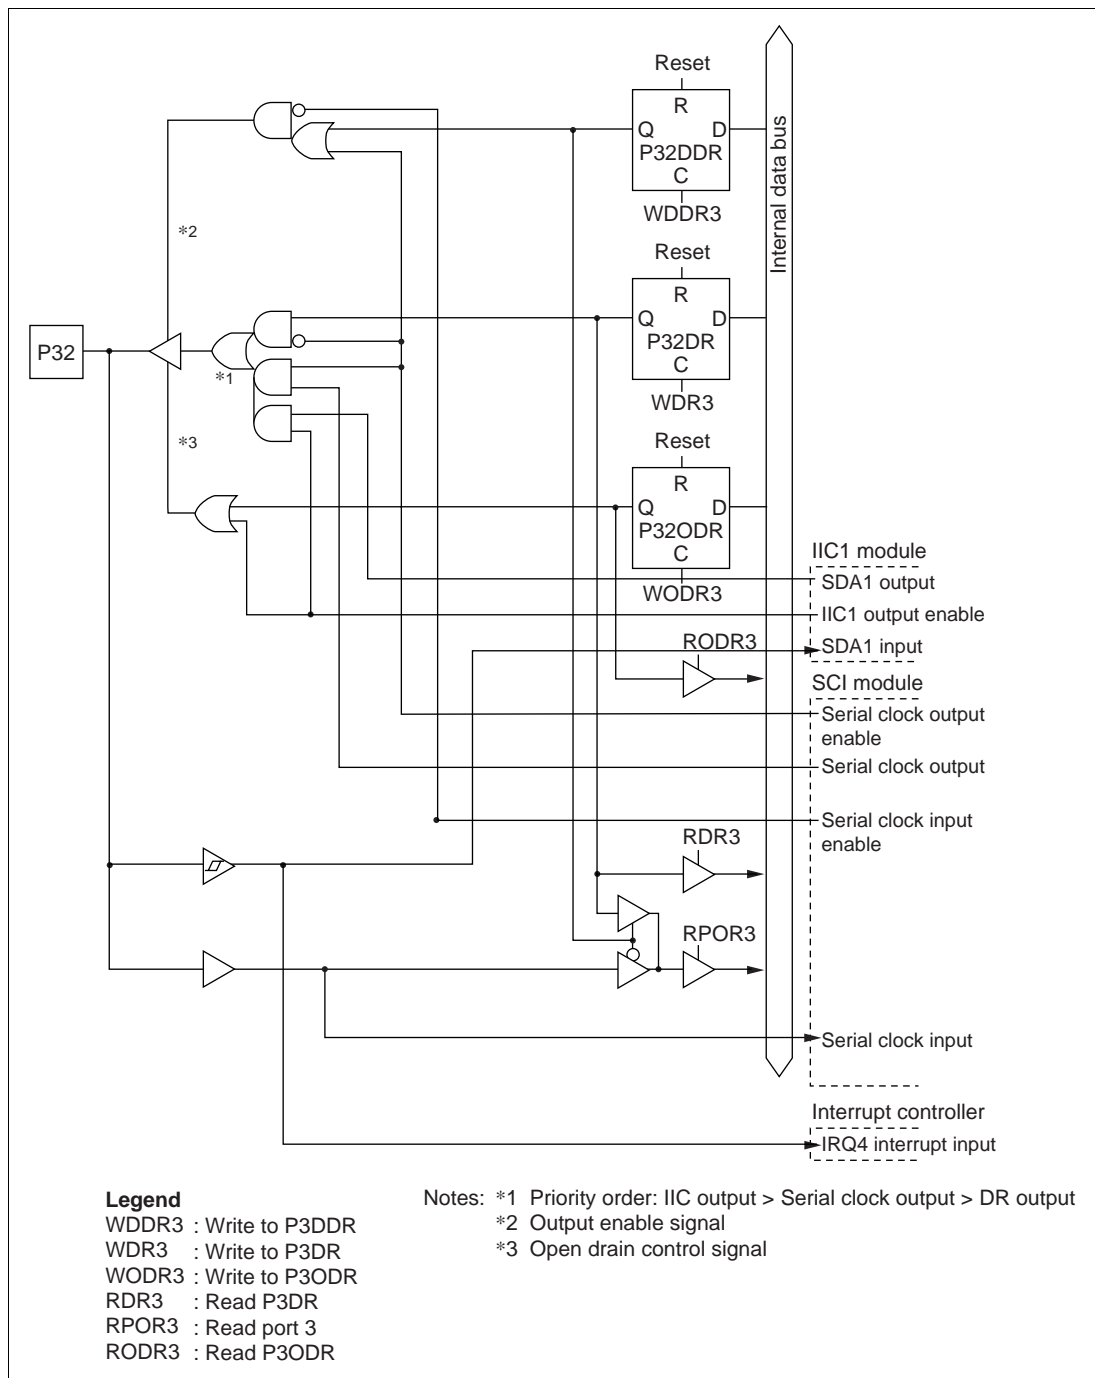 Reset
R
Q D
P32DDR
C
WDDR3
Internal data bus
*2
Reset
R
Q D
P32DR
C
WDR3
P32
*1
*3
Reset
R
Q D
P32ODR
C
WODR3
IIC1 module
SDA1 output
IIC1 output enable
SDA1 input
RODR3
SCI module
Serial clock output
enable
Serial clock output
Serial clock input
enable
RDR3
RPOR3
Serial clock input
Interrupt controller
IRQ4 interrupt input
Legend
WDDR3 : Write to P3DDR
WDR3 : Write to P3DR
WODR3 : Write to P3ODR
RDR3 : Read P3DR
RPOR3 : Read port 3
RODR3 : Read P3ODR
Notes: *1 Priority order: IIC output > Serial clock output > DR output
*2 Output enable signal
*3 Open drain control signal